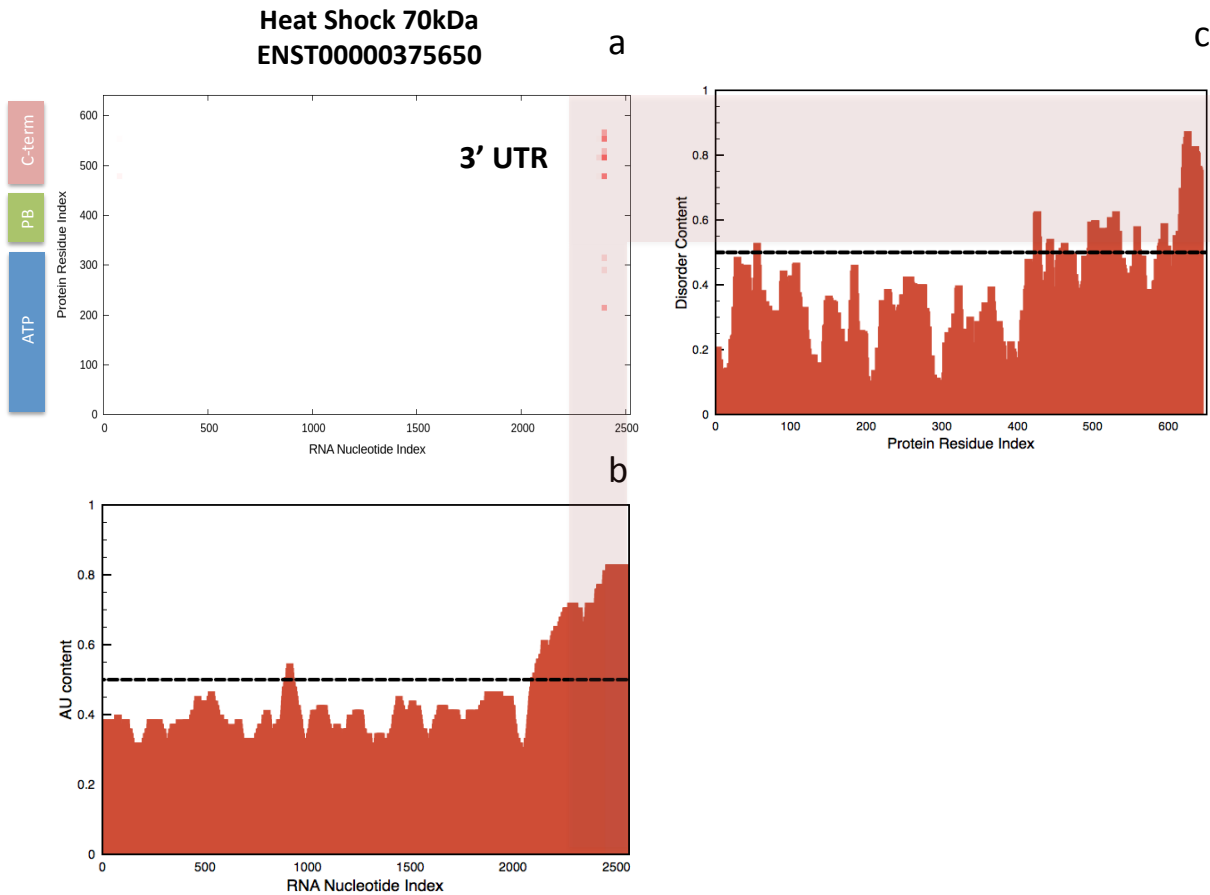 Heat Shock 70kDa
ENST00000375650
a
c
C-term
PB
ATP
Protein Residue Index
600
500
400
300
200
100
0
3’ UTR
0 500 1000 1500 2000 2500
RNA Nucleotide Index
Disorder Content
1
0.8
0.6
0.4
0.2
0
0 100 200 300 400 500 600
Protein Residue Index
b
AU content
1
0.8
0.6
0.4
0.2
0
0 500 1000 1500 2000 2500
RNA Nucleotide Index